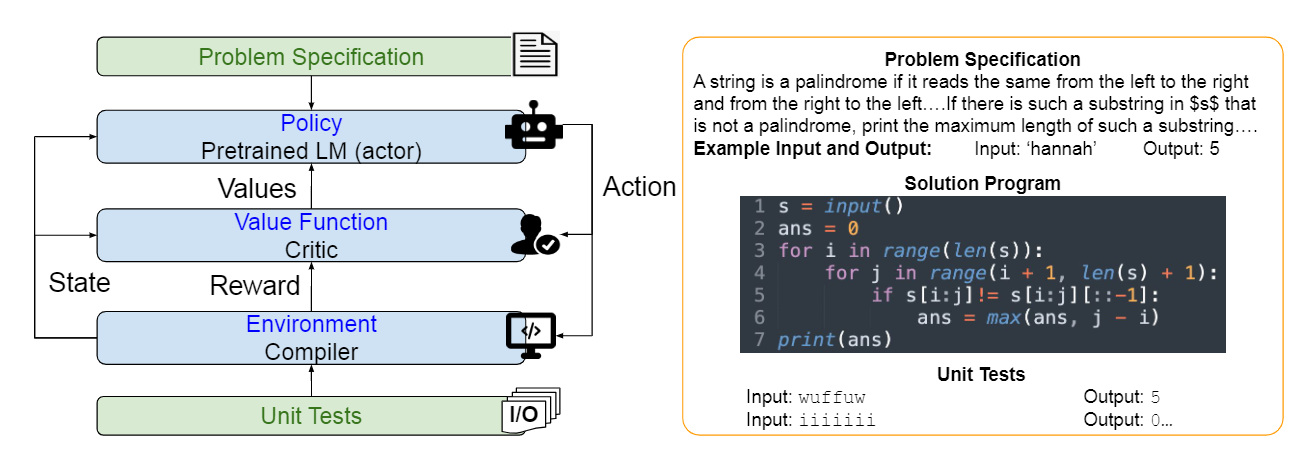 Problem Specification
Policy
Pretrained LM (actor)
Values
Action
Value Function
Critic
State
Reward
Environment
</>
Compiler
Unit Tests
I/O
Problem Specification
A string is a palindrome if it reads the same from the left to the right
and from the right to the left….If there is such a substring in $s$ that
is not a palindrome, print the maximum length of such a substring….
Example Input and Output: Input: ‘hannah’ Output: 5
Solution Program
1 s = input()
2 ans = 0
3 for i in range(len(s)):
4     for j in range(i + 1, len(s) + 1):
5         if s[i:j]!= s[i:j][::-1]:
6             ans = max(ans, j - i)
7 print(ans)
Unit Tests
Input: wuffuw Output: 5
Input: iiiiiii Output: 0…